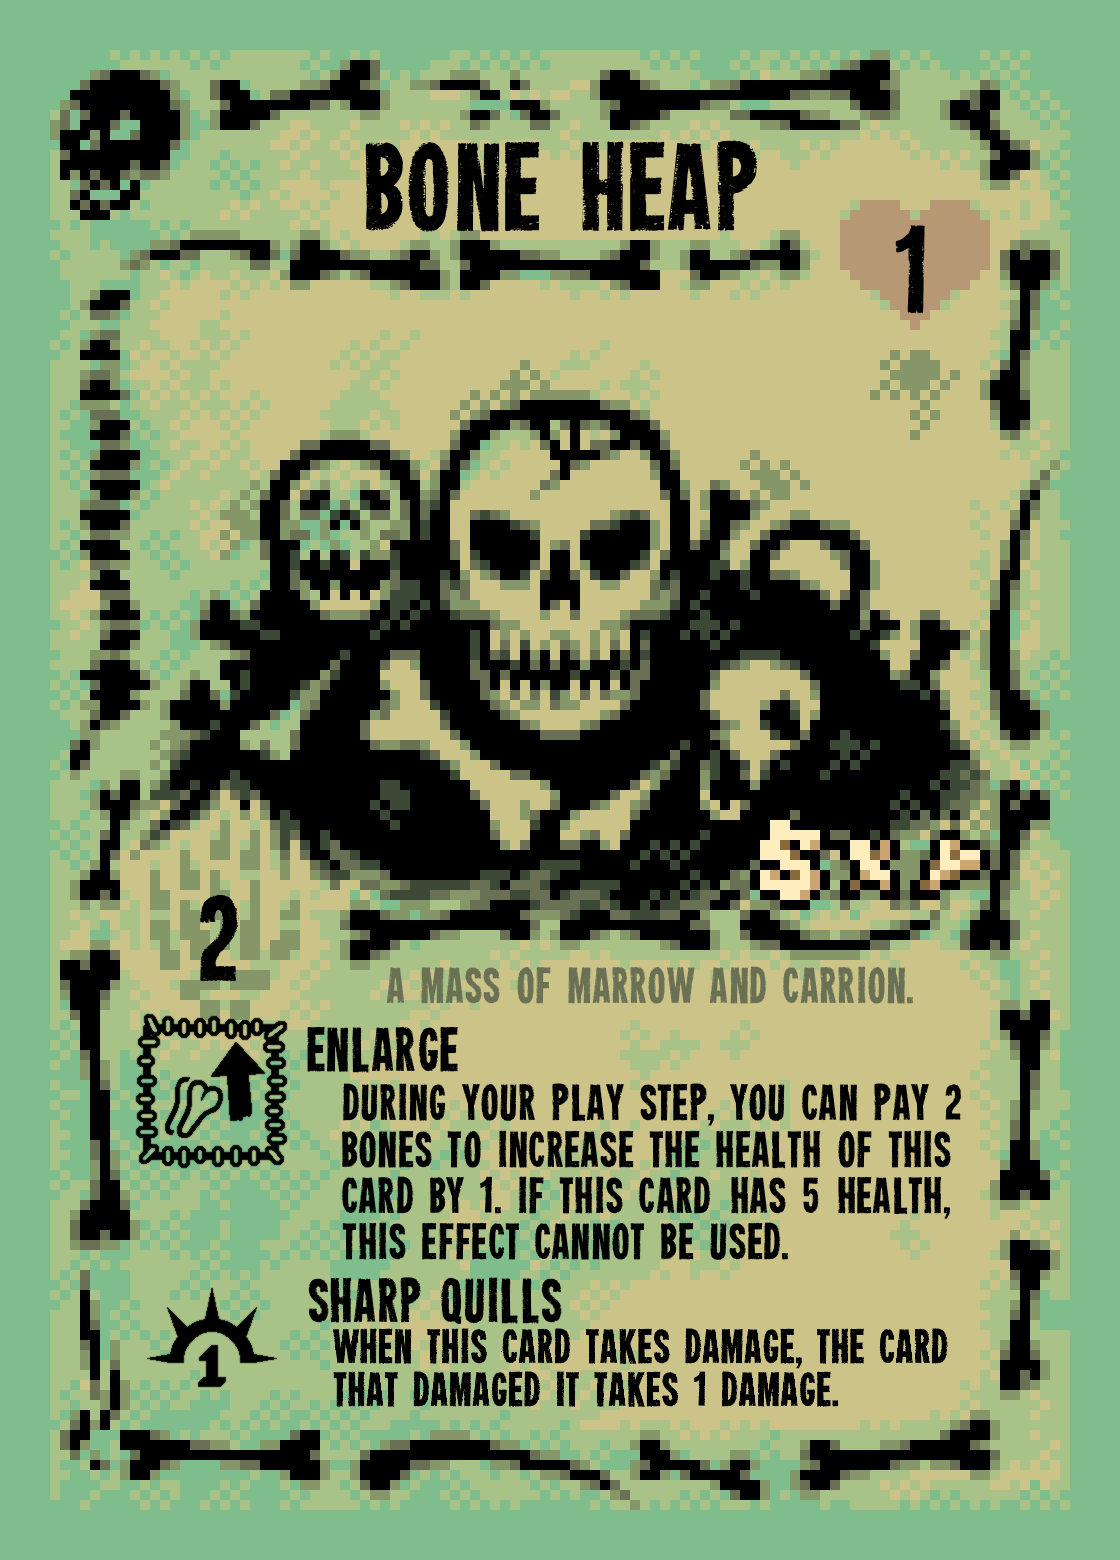 BONE HEAP
1
2
A MASS OF MARROW AND CARRION.
ENLARGE
DURING YOUR PLAY STEP, YOU CAN PAY 2
BONES TO INCREASE THE HEALTH OF THIS
CARD BY 1. IF THIS CARD HAS 5 HEALTH,
THIS EFFECT CANNOT BE USED.
SHARP QUILLS
WHEN THIS CARD TAKES DAMAGE, THE CARD
1
THAT DAMAGED IT TAKES 1 DAMAGE.